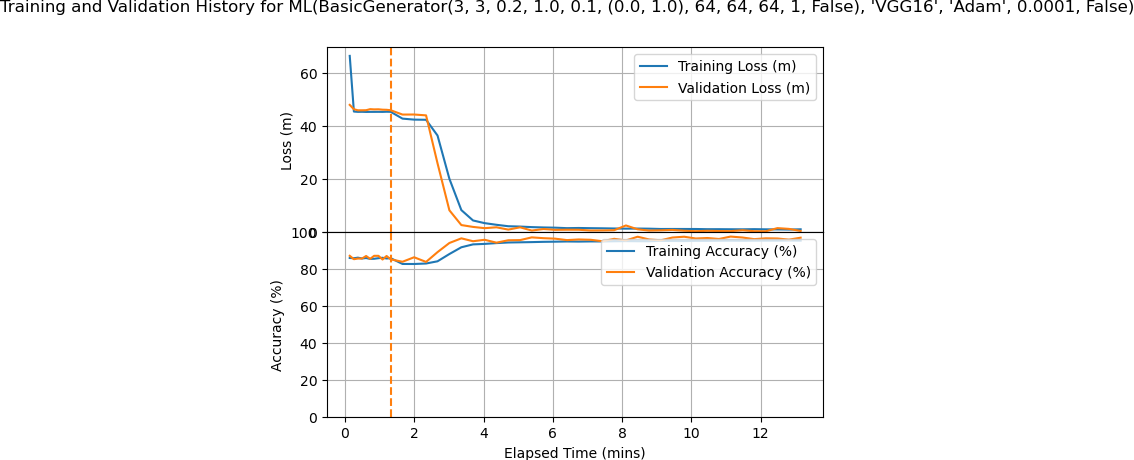 Training and Validation History for ML(BasicGenerator(3, 3, 0.2, 1.0, 0.1, (0.0, 1.0), 64, 64, 64, 1, False), 'VGG16', 'Adam', 0.0001, False)
Training Loss (m)
Validation Loss (m)
60
40
20
0
Loss (m)
Training Accuracy (%)
Validation Accuracy (%)
100
80
60
40
20
0
Accuracy (%)
0 2 4 6 8 10 12
Elapsed Time (mins)